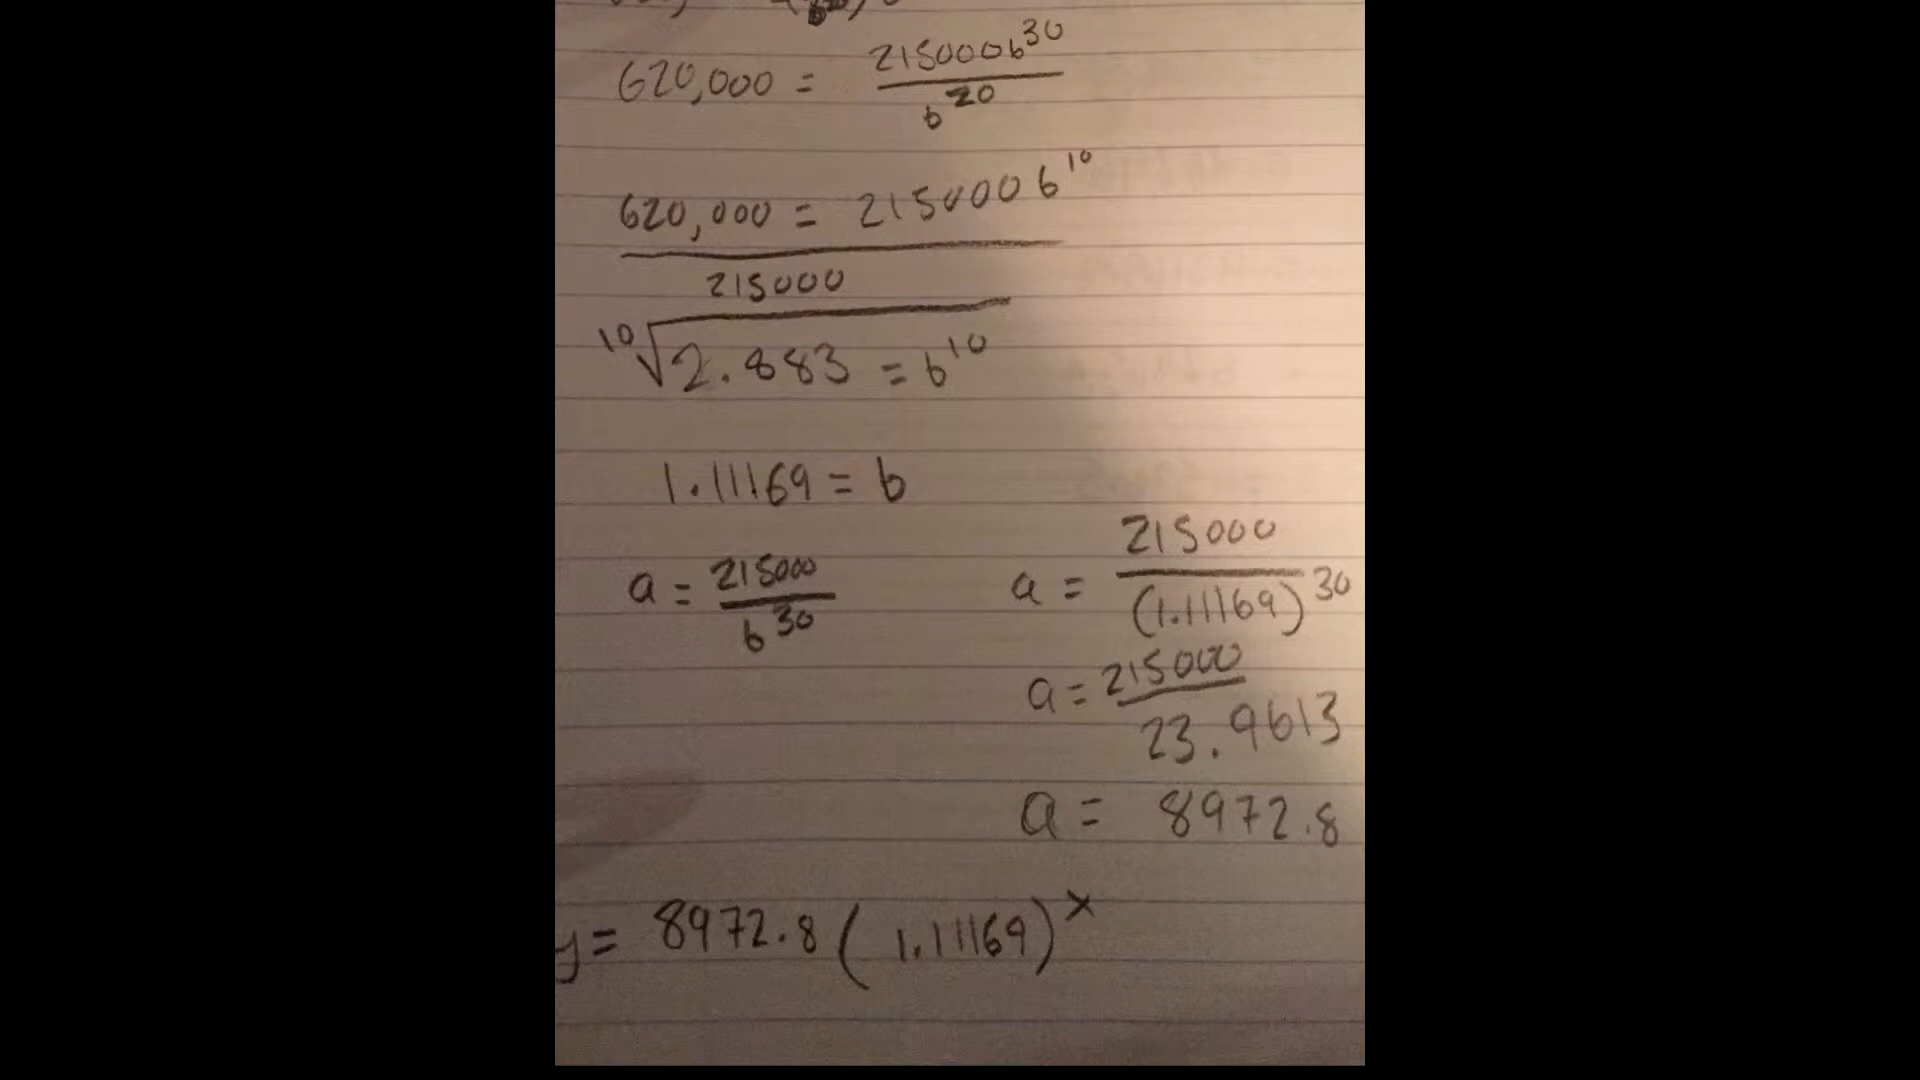 620,000 = 215000b^30 / b^20
620,000 = 215000b^10
215000
10√2.883 = b^10
1.11169 = b
a = 215000 / b^30
a = 215000 / (1.11169)^30
a = 215000 / 23.9613
a = 8972.8
y = 8972.8 (1.11169)^x